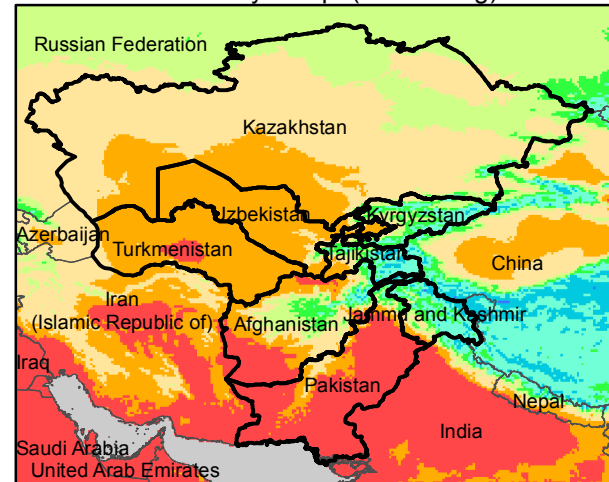 Russian Federation
Kazakhstan
Uzbekistan
Kyrgyzstan
Azerbaijan
Turkmenistan
Tajikistan
China
Iran
(Islamic Republic of)
Afghanistan
Jammu and Kashmir
Iraq
Pakistan
Nepal
India
Saudi Arabia
United Arab Emirates